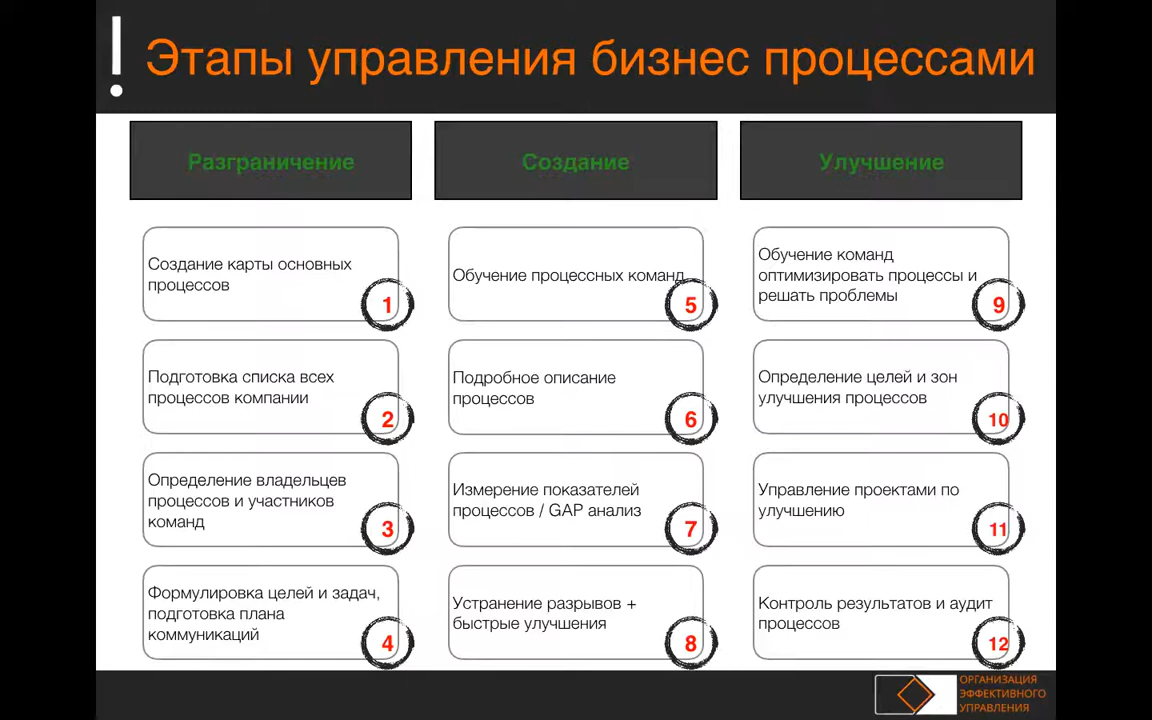 !
Этапы управления бизнес процессами
Разграничение
Создание
Улучшение
Создание карты основных
процессов
1
Подготовка списка всех
процессов компании
2
Определение владельцев
процессов и участников
команд
3
Формулировка целей и задач,
подготовка плана
коммуникаций
4
Обучение процессных команд
5
Подробное описание
процессов
6
Измерение показателей
процессов / GAP анализ
7
Устранение разрывов +
быстрые улучшения
8
Обучение команд
оптимизировать процессы и
решать проблемы
9
Определение целей и зон
улучшения процессов
10
Управление проектами по
улучшению
11
Контроль результатов и аудит
процессов
12
ОРГАНИЗАЦИЯ
ЭФФЕКТИВНОГО
УПРАВЛЕНИЯ